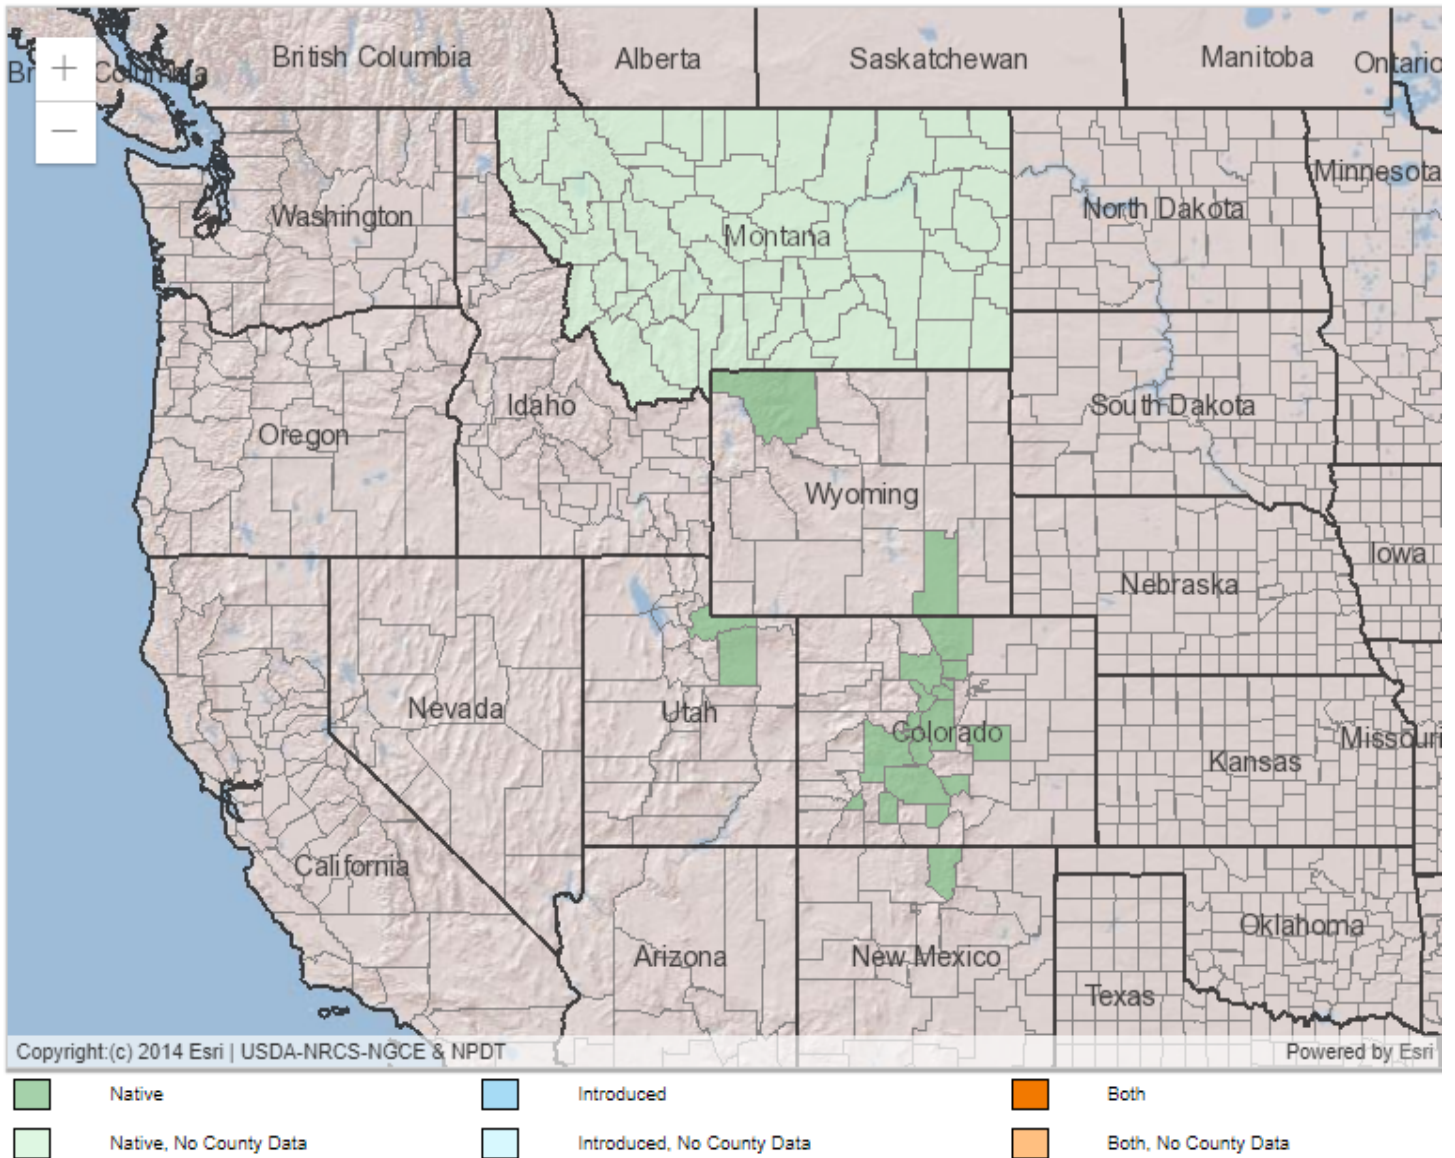 British Columbia
Alberta
Saskatchewan
Manitoba
Ontario
+
Br Columbia
−
Minnesota
Washington
North Dakota
Montana
Idaho
South Dakota
Oregon
Wyoming
Iowa
Nebraska
Nevada
Utah
Colorado
Missouri
Kansas
California
Oklahoma
Arizona
New Mexico
Texas
Copyright:(c) 2014 Esri | USDA-NRCS-NGCE & NPDT
Powered by Esri
Native
Introduced
Both
Native, No County Data
Introduced, No County Data
Both, No County Data